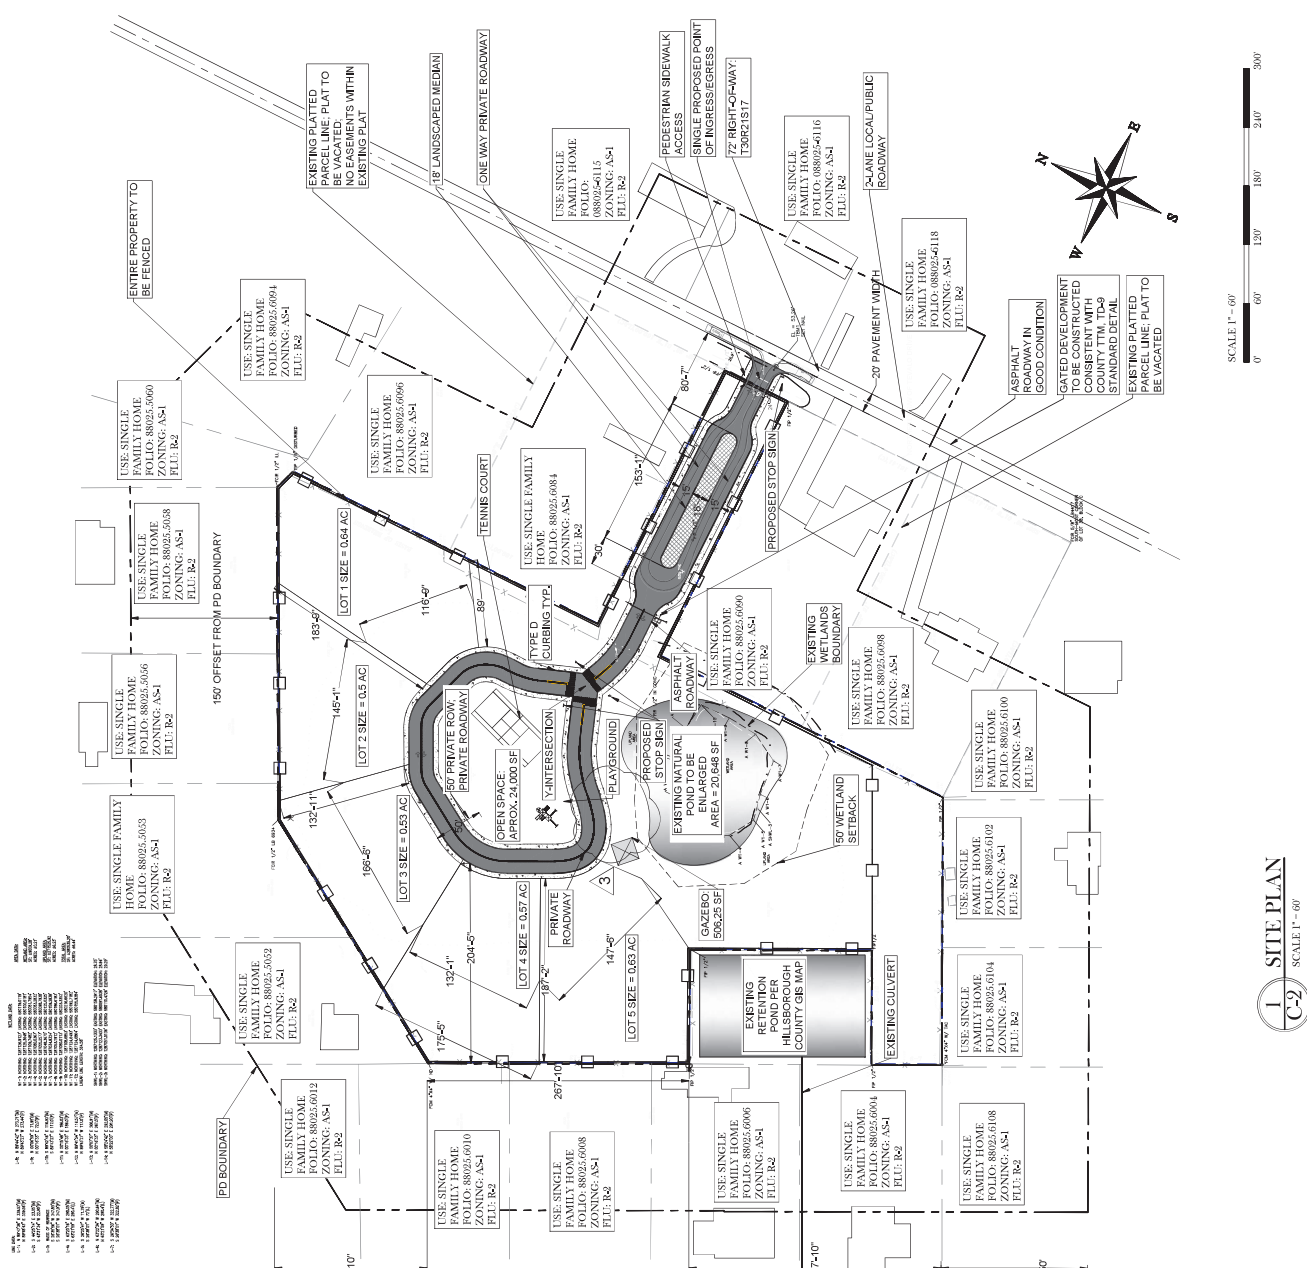 EXISTING PLATTED
PARCEL LINE; PLAT TO
BE VACATED;
NO EASEMENTS WITHIN
EXISTING PLAT
18' LANDSCAPED MEDIAN
ONE WAY PRIVATE ROADWAY
PEDESTRIAN SIDEWALK
ACCESS
SINGLE PROPOSED POINT
OF INGRESS/EGRESS
72' RIGHT-OF-WAY:
T30R21S17
2-LANE LOCAL/PUBLIC
ROADWAY
ENTIRE PROPERTY TO
BE FENCED
USE: SINGLE
FAMILY HOME
FOLIO:
088025-6115
ZONING: AS-1
FLU: R-2
USE: SINGLE
FAMILY HOME
FOLIO: 088025-6116
ZONING: AS-1
FLU: R-2
USE: SINGLE
FAMILY HOME
FOLIO: 088025-6118
ZONING: AS-1
FLU: R-2
USE: SINGLE
FAMILY HOME
FOLIO: 88025.6094
ZONING: AS-1
FLU: R-2
USE: SINGLE
FAMILY HOME
FOLIO: 88025.5060
ZONING: AS-1
FLU: R-2
USE: SINGLE
FAMILY HOME
FOLIO: 88025.6096
ZONING: AS-1
FLU: R-2
USE: SINGLE
FAMILY HOME
FOLIO: 88025.5058
ZONING: AS-1
FLU: R-2
USE: SINGLE FAMILY
HOME
FOLIO: 88025.6084
ZONING: AS-1
FLU: R-2
TENNIS COURT
20' PAVEMENT WIDTH
ASPHALT
ROADWAY IN
GOOD CONDITION
GATED DEVELOPMENT
TO BE CONSTRUCTED
CONSISTENT WITH
COUNTY TTM, TD-9
STANDARD DETAIL
EXISTING PLATTED
PARCEL LINE; PLAT TO
BE VACATED
PROPOSED STOP SIGN
80'-7"
153'-1"
30'
15'
18'
15'
N
E
S
W
SCALE 1" = 60'
0'
60'
120'
180'
240'
300'
150' OFFSET FROM PD BOUNDARY
LOT 1 SIZE = 0.64 AC
183'-9"
116'-9"
89'
TYPE D
CURBING TYP.
USE: SINGLE
FAMILY HOME
FOLIO: 88025.5056
ZONING: AS-1
FLU: R-2
LOT 2 SIZE = 0.5 AC
145'-1"
50' PRIVATE ROW;
PRIVATE ROADWAY
OPEN SPACE:
APROX. 24,000 SF
Y-INTERSECTION
PLAYGROUND
PROPOSED
STOP SIGN
ASPHALT
ROADWAY
USE: SINGLE
FAMILY HOME
FOLIO: 88025.6090
ZONING: AS-1
FLU: R-2
EXISTING
WETLANDS
BOUNDARY
USE: SINGLE
FAMILY HOME
FOLIO: 88025.6098
ZONING: AS-1
FLU: R-2
USE: SINGLE
FAMILY HOME
FOLIO: 88025.6100
ZONING: AS-1
FLU: R-2
EXISTING NATURAL
POND TO BE
ENLARGED
AREA = 20,648 SF
50' WETLAND
SETBACK
132'-11"
LOT 3 SIZE = 0.53 AC
166'-6"
50'
USE: SINGLE FAMILY
HOME
FOLIO: 88025.5053
ZONING: AS-1
FLU: R-2
3
GAZEBO:
506.25 SF
PRIVATE
ROADWAY
LOT 4 SIZE = 0.57 AC
132'-1"
204'-5"
187'-2"
147'-6"
LOT 5 SIZE = 0.63 AC
175'-5"
267'-10"
USE: SINGLE
FAMILY HOME
FOLIO: 88025.6102
ZONING: AS-1
FLU: R-2
USE: SINGLE
FAMILY HOME
FOLIO: 88025.6104
ZONING: AS-1
FLU: R-2
EXISTING
RETENTION
POND PER
HILLSBOROUGH
COUNTY GIS MAP
EXISTING CULVERT
USE: SINGLE
FAMILY HOME
FOLIO: 88025.5052
ZONING: AS-1
FLU: R-2
PD BOUNDARY
USE: SINGLE
FAMILY HOME
FOLIO: 88025.6012
ZONING: AS-1
FLU: R-2
USE: SINGLE
FAMILY HOME
FOLIO: 88025.6010
ZONING: AS-1
FLU: R-2
USE: SINGLE
FAMILY HOME
FOLIO: 88025.6008
ZONING: AS-1
FLU: R-2
USE: SINGLE
FAMILY HOME
FOLIO: 88025.6006
ZONING: AS-1
FLU: R-2
USE: SINGLE
FAMILY HOME
FOLIO: 88025.6004
ZONING: AS-1
FLU: R-2
USE: SINGLE
FAMILY HOME
FOLIO: 88025.6108
ZONING: AS-1
FLU: R-2
1
C-2
SITE PLAN
SCALE 1" = 60'